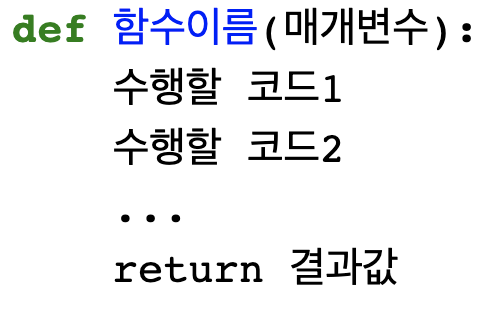 def 함수이름(매개변수):
    수행할 코드1
    수행할 코드2
    ...
    return 결과값